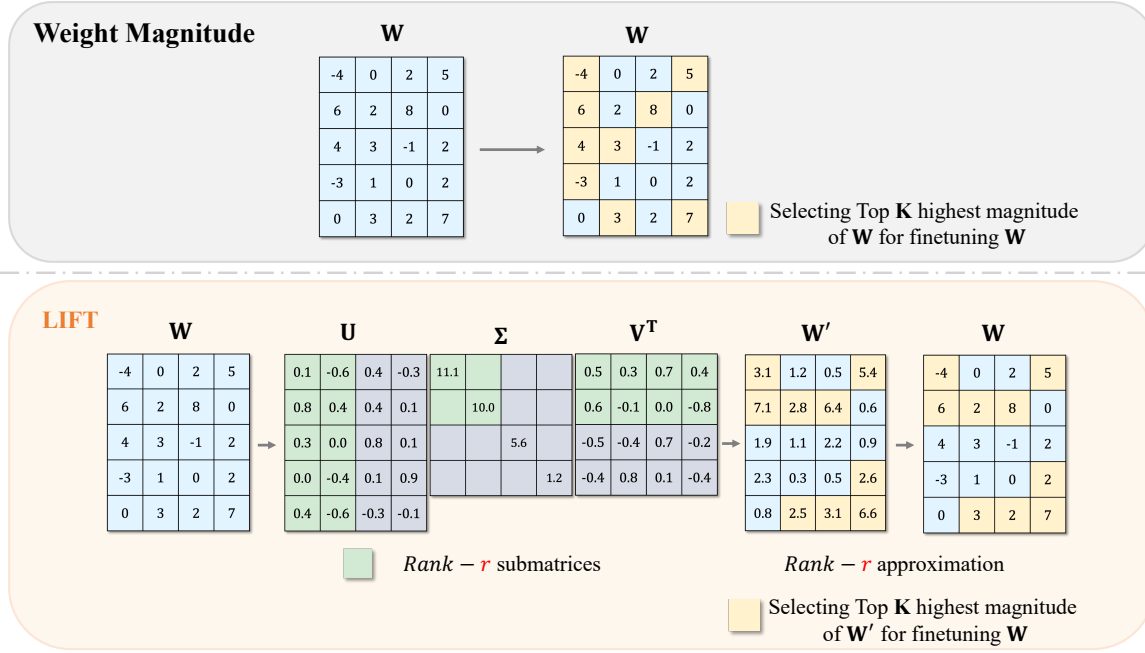 Weight Magnitude
W W
-4 0 2 5
6 2 8 0
4 3 -1 2
-3 1 0 2
0 3 2 7
-4 0 2 5
6 2 8 0
4 3 -1 2
-3 1 0 2
0 3 2 7
Selecting Top K highest magnitude
of W for finetuning W
LIFT
W U Σ V^T W′ W
-4 0 2 5
6 2 8 0
4 3 -1 2
-3 1 0 2
0 3 2 7
0.1 -0.6 0.4 -0.3
0.8 0.4 0.4 0.1
0.3 0.0 0.8 0.1
0.0 -0.4 0.1 0.9
0.4 -0.6 -0.3 -0.1
11.1
10.0
5.6
1.2
0.5 0.3 0.7 0.4
0.6 -0.1 0.0 -0.8
-0.5 -0.4 0.7 -0.2
-0.4 0.8 0.1 -0.4
3.1 1.2 0.5 5.4
7.1 2.8 6.4 0.6
1.9 1.1 2.2 0.9
2.3 0.3 0.5 2.6
0.8 2.5 3.1 6.6
-4 0 2 5
6 2 8 0
4 3 -1 2
-3 1 0 2
0 3 2 7
Rank − r submatrices
Rank − r approximation
Selecting Top K highest magnitude
of W′ for finetuning W